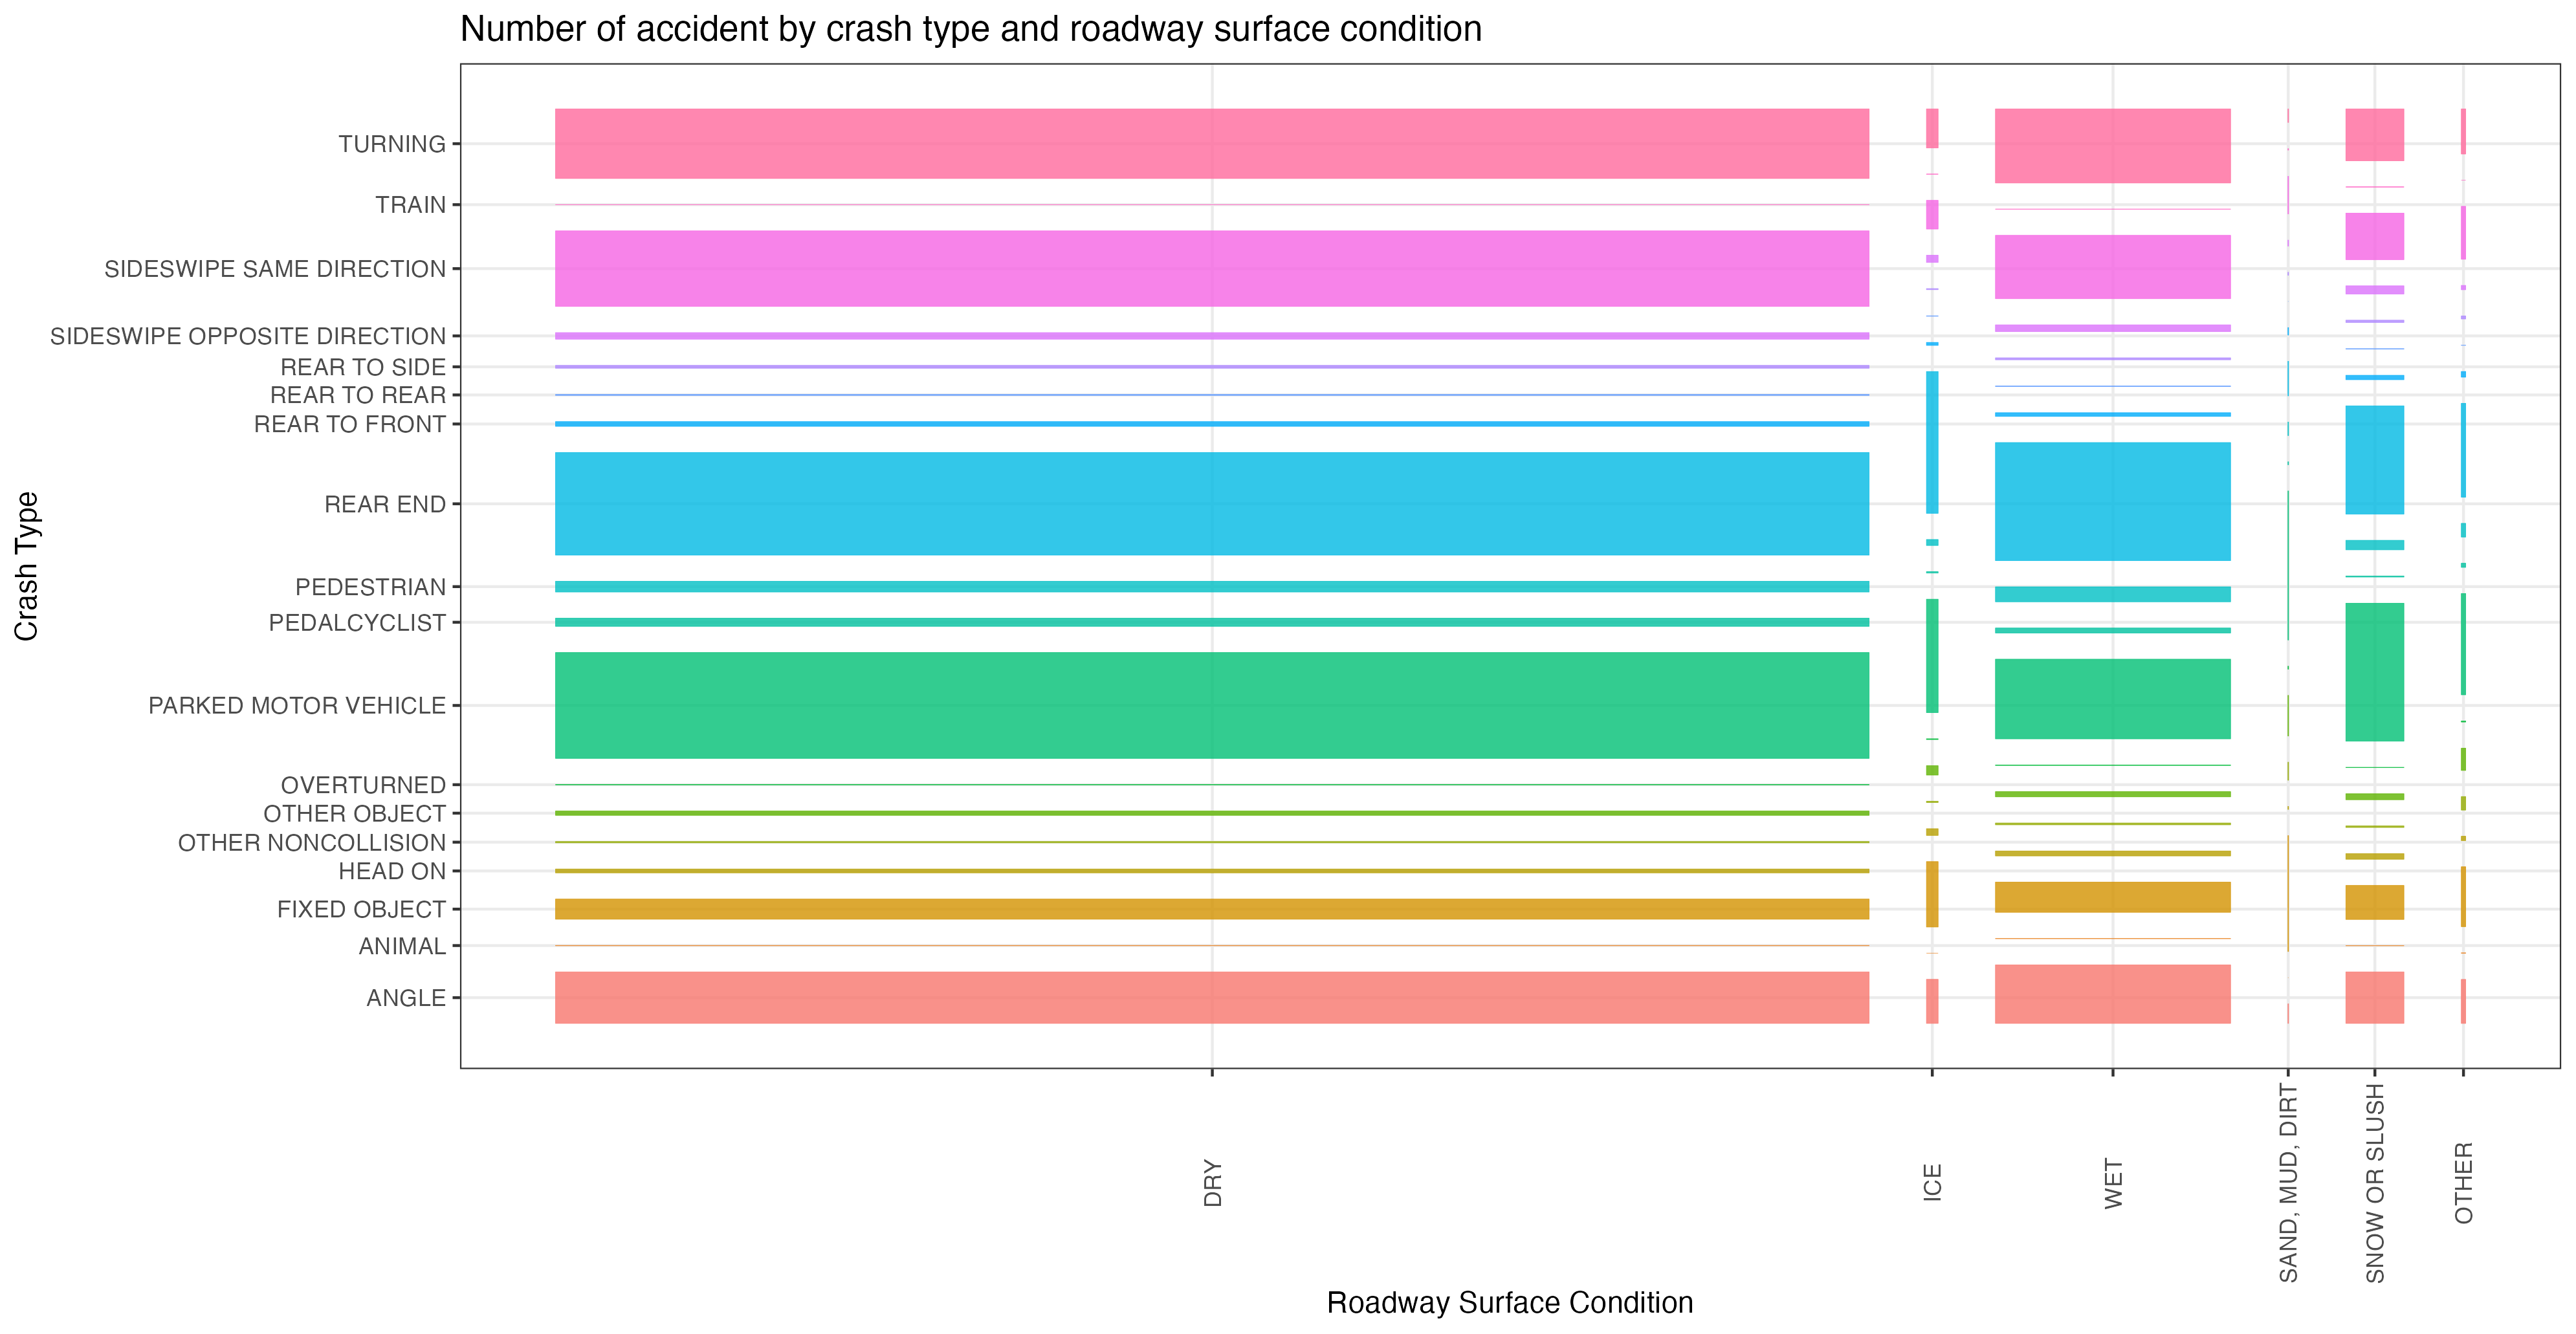 Number of accident by crash type and roadway surface condition
Crash Type
TURNING
TRAIN
SIDESWIPE SAME DIRECTION
SIDESWIPE OPPOSITE DIRECTION
REAR TO SIDE
REAR TO REAR
REAR TO FRONT
REAR END
PEDESTRIAN
PEDALCYCLIST
PARKED MOTOR VEHICLE
OVERTURNED
OTHER OBJECT
OTHER NONCOLLISION
HEAD ON
FIXED OBJECT
ANIMAL
ANGLE
DRY
ICE
WET
SAND, MUD, DIRT
SNOW OR SLUSH
OTHER
Roadway Surface Condition